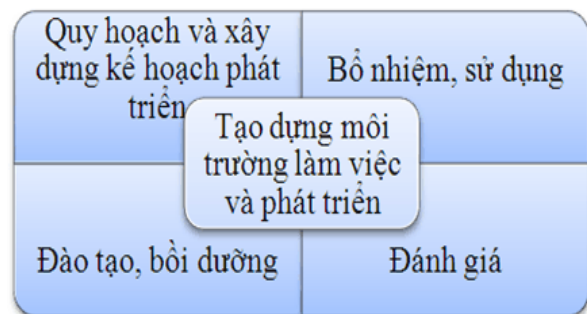 Quy hoạch và xây
dựng kế hoạch phát
triển
Bổ nhiệm, sử dụng
Tạo dựng môi
trường làm việc
và phát triển
Đào tạo, bồi dưỡng
Đánh giá